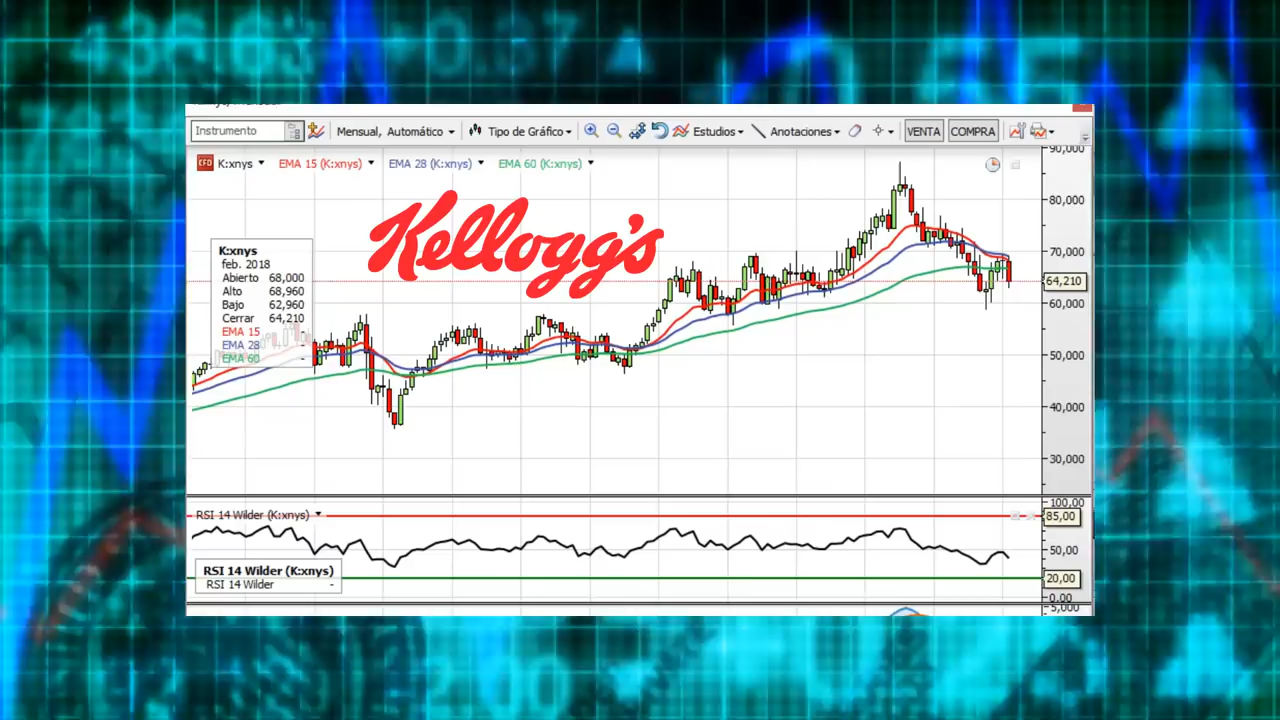 Instrumento
Mensual, Automático
Tipo de Gráfico
Estudios
Anotaciones
VENTA
COMPRA
CFD K:xnys
EMA 15 (K:xnys)
EMA 28 (K:xnys)
EMA 60 (K:xnys)
Kellogg's
K:xnys
feb. 2018
Abierto 68,000
Alto 68,960
Bajo 62,960
Cerrar 64,210
EMA 15
EMA 28
EMA 60 -
90,000
80,000
70,000
64,210
60,000
50,000
40,000
30,000
RSI 14 Wilder (K:xnys)
100,00
85,00
50,00
20,00
0,00
RSI 14 Wilder (K:xnys)
RSI 14 Wilder -
5,000